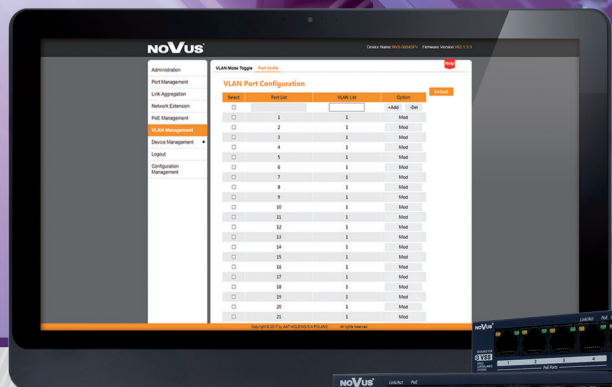 NOVUS
Device Name:
Firmware Version
VLAN Mode Toggle Port VLAN
Help
Administration
Port Management
Link Aggregation
Network Extension
PoE Management
VLAN Management
Device Management
Logout
Configuration
Management
VLAN Port Configuration
Default
Select Port List VLAN List Option
+Add -Del
1 1 Mod
2 1 Mod
3 1 Mod
4 1 Mod
5 1 Mod
6 1 Mod
7 1 Mod
8 1 Mod
9 1 Mod
10 1 Mod
11 1 Mod
12 1 Mod
13 1 Mod
14 1 Mod
15 1 Mod
16 1 Mod
17 1 Mod
18 1 Mod
19 1 Mod
20 1 Mod
21 1 Mod
All rights reserved
NOVUS
Link/Act PoE
1 2 3 4
PoE Ports
NOVUS
Link/Act PoE